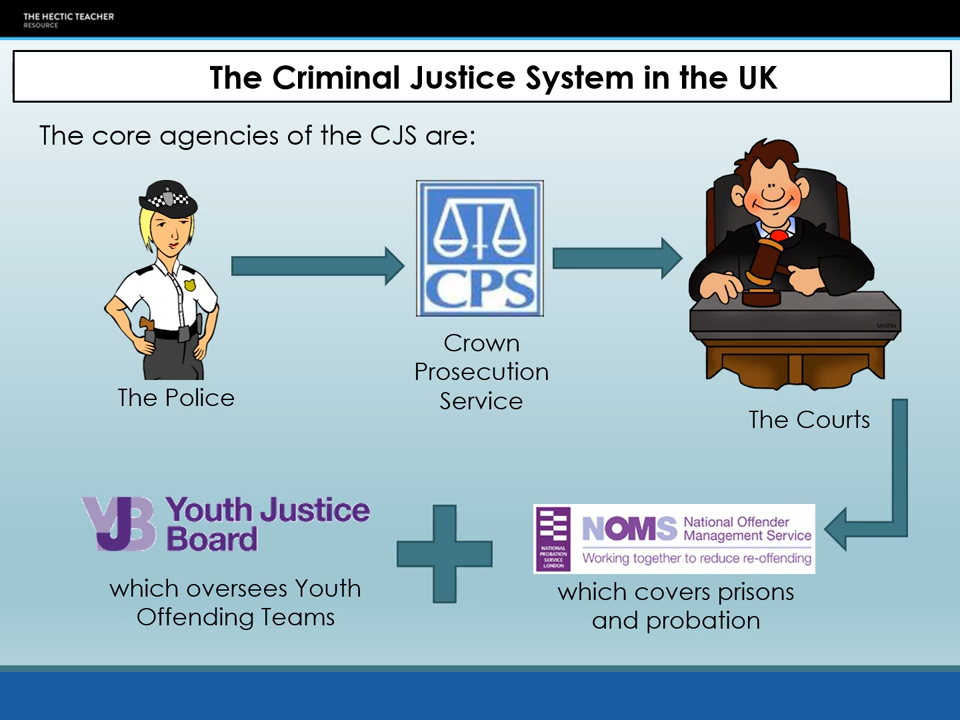 THE HECTIC TEACHER
RESOURCE
The Criminal Justice System in the UK
The core agencies of the CJS are:
CPS
The Police
Crown
Prosecution
Service
The Courts
YJB
Youth Justice
Board
which oversees Youth
Offending Teams
NATIONAL
PROBATION
SERVICE
LONDON
NOMS
National Offender
Management Service
Working together to reduce re-offending
which covers prisons
and probation